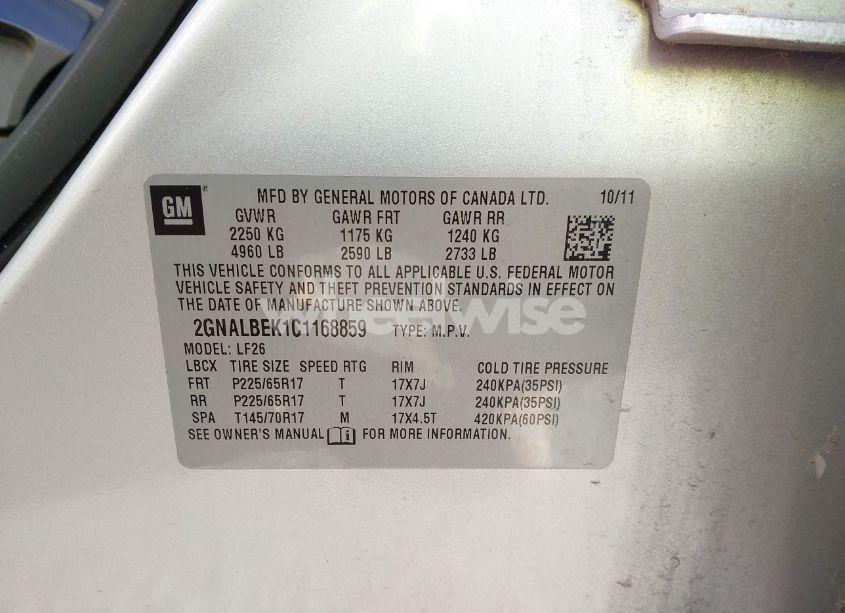 GM
MFD BY GENERAL MOTORS OF CANADA LTD. 10/11
GVWR GAWR FRT GAWR RR
2250 KG 1175 KG 1240 KG
4960 LB 2590 LB 2733 LB
THIS VEHICLE CONFORMS TO ALL APPLICABLE U.S. FEDERAL MOTOR
VEHICLE SAFETY AND THEFT PREVENTION STANDARDS IN EFFECT ON
THE DATE OF MANUFACTURE SHOWN ABOVE.
wheelwise
2GNALBEK1C1168859 TYPE: M.P.V.
MODEL: LF26
LBCX TIRE SIZE SPEED RTG RIM COLD TIRE PRESSURE
FRT P225/65R17 T 17X7J 240KPA(35PSI)
RR P225/65R17 T 17X7J 240KPA(35PSI)
SPA T145/70R17 M 17X4.5T 420KPA(60PSI)
SEE OWNER'S MANUAL FOR MORE INFORMATION.